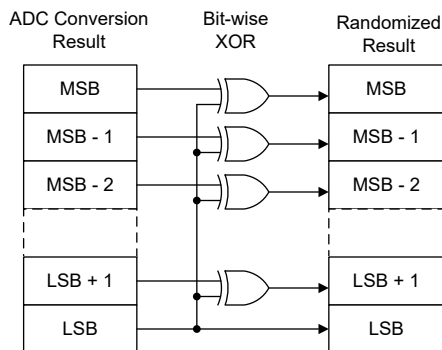 ADC Conversion Result
Bit-wise XOR
Randomized Result
MSB
MSB
MSB - 1
MSB - 1
MSB - 2
MSB - 2
LSB + 1
LSB + 1
LSB
LSB